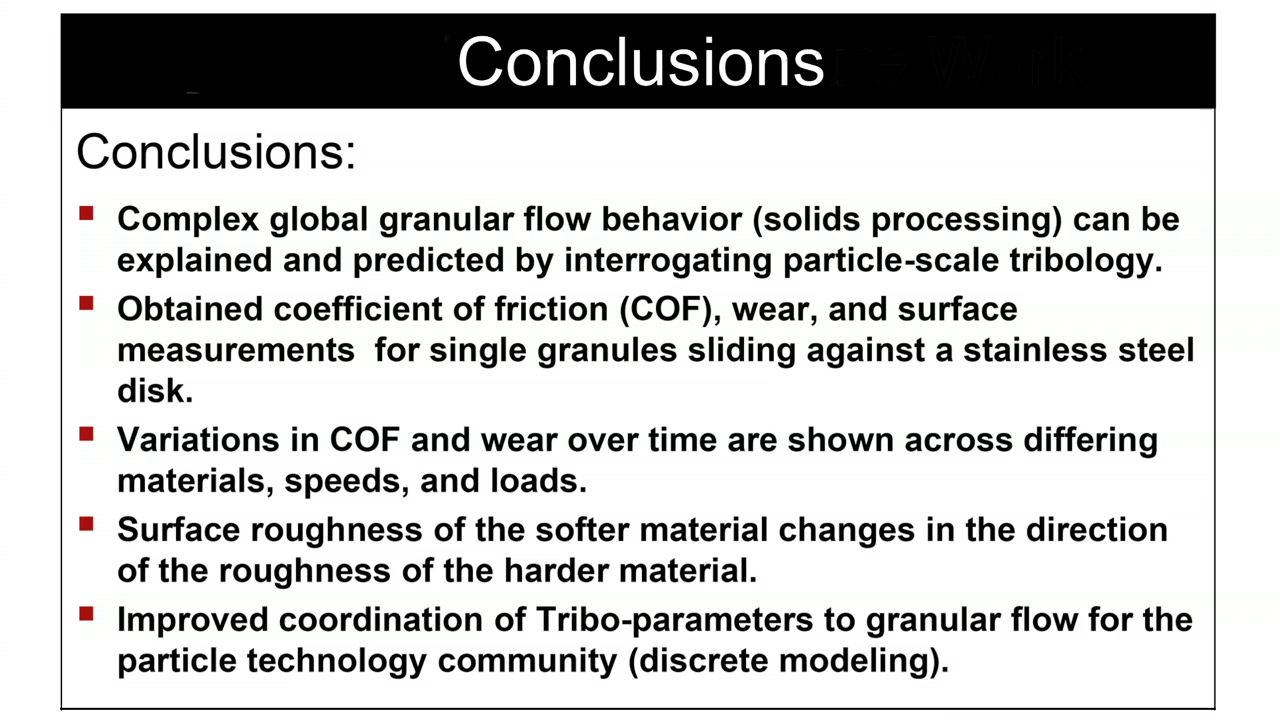 Conclusions
Conclusions:
Complex global granular flow behavior (solids processing) can be
explained and predicted by interrogating particle-scale tribology.
Obtained coefficient of friction (COF), wear, and surface
measurements  for single granules sliding against a stainless steel
disk.
Variations in COF and wear over time are shown across differing
materials, speeds, and loads.
Surface roughness of the softer material changes in the direction
of the roughness of the harder material.
Improved coordination of Tribo-parameters to granular flow for the
particle technology community (discrete modeling).